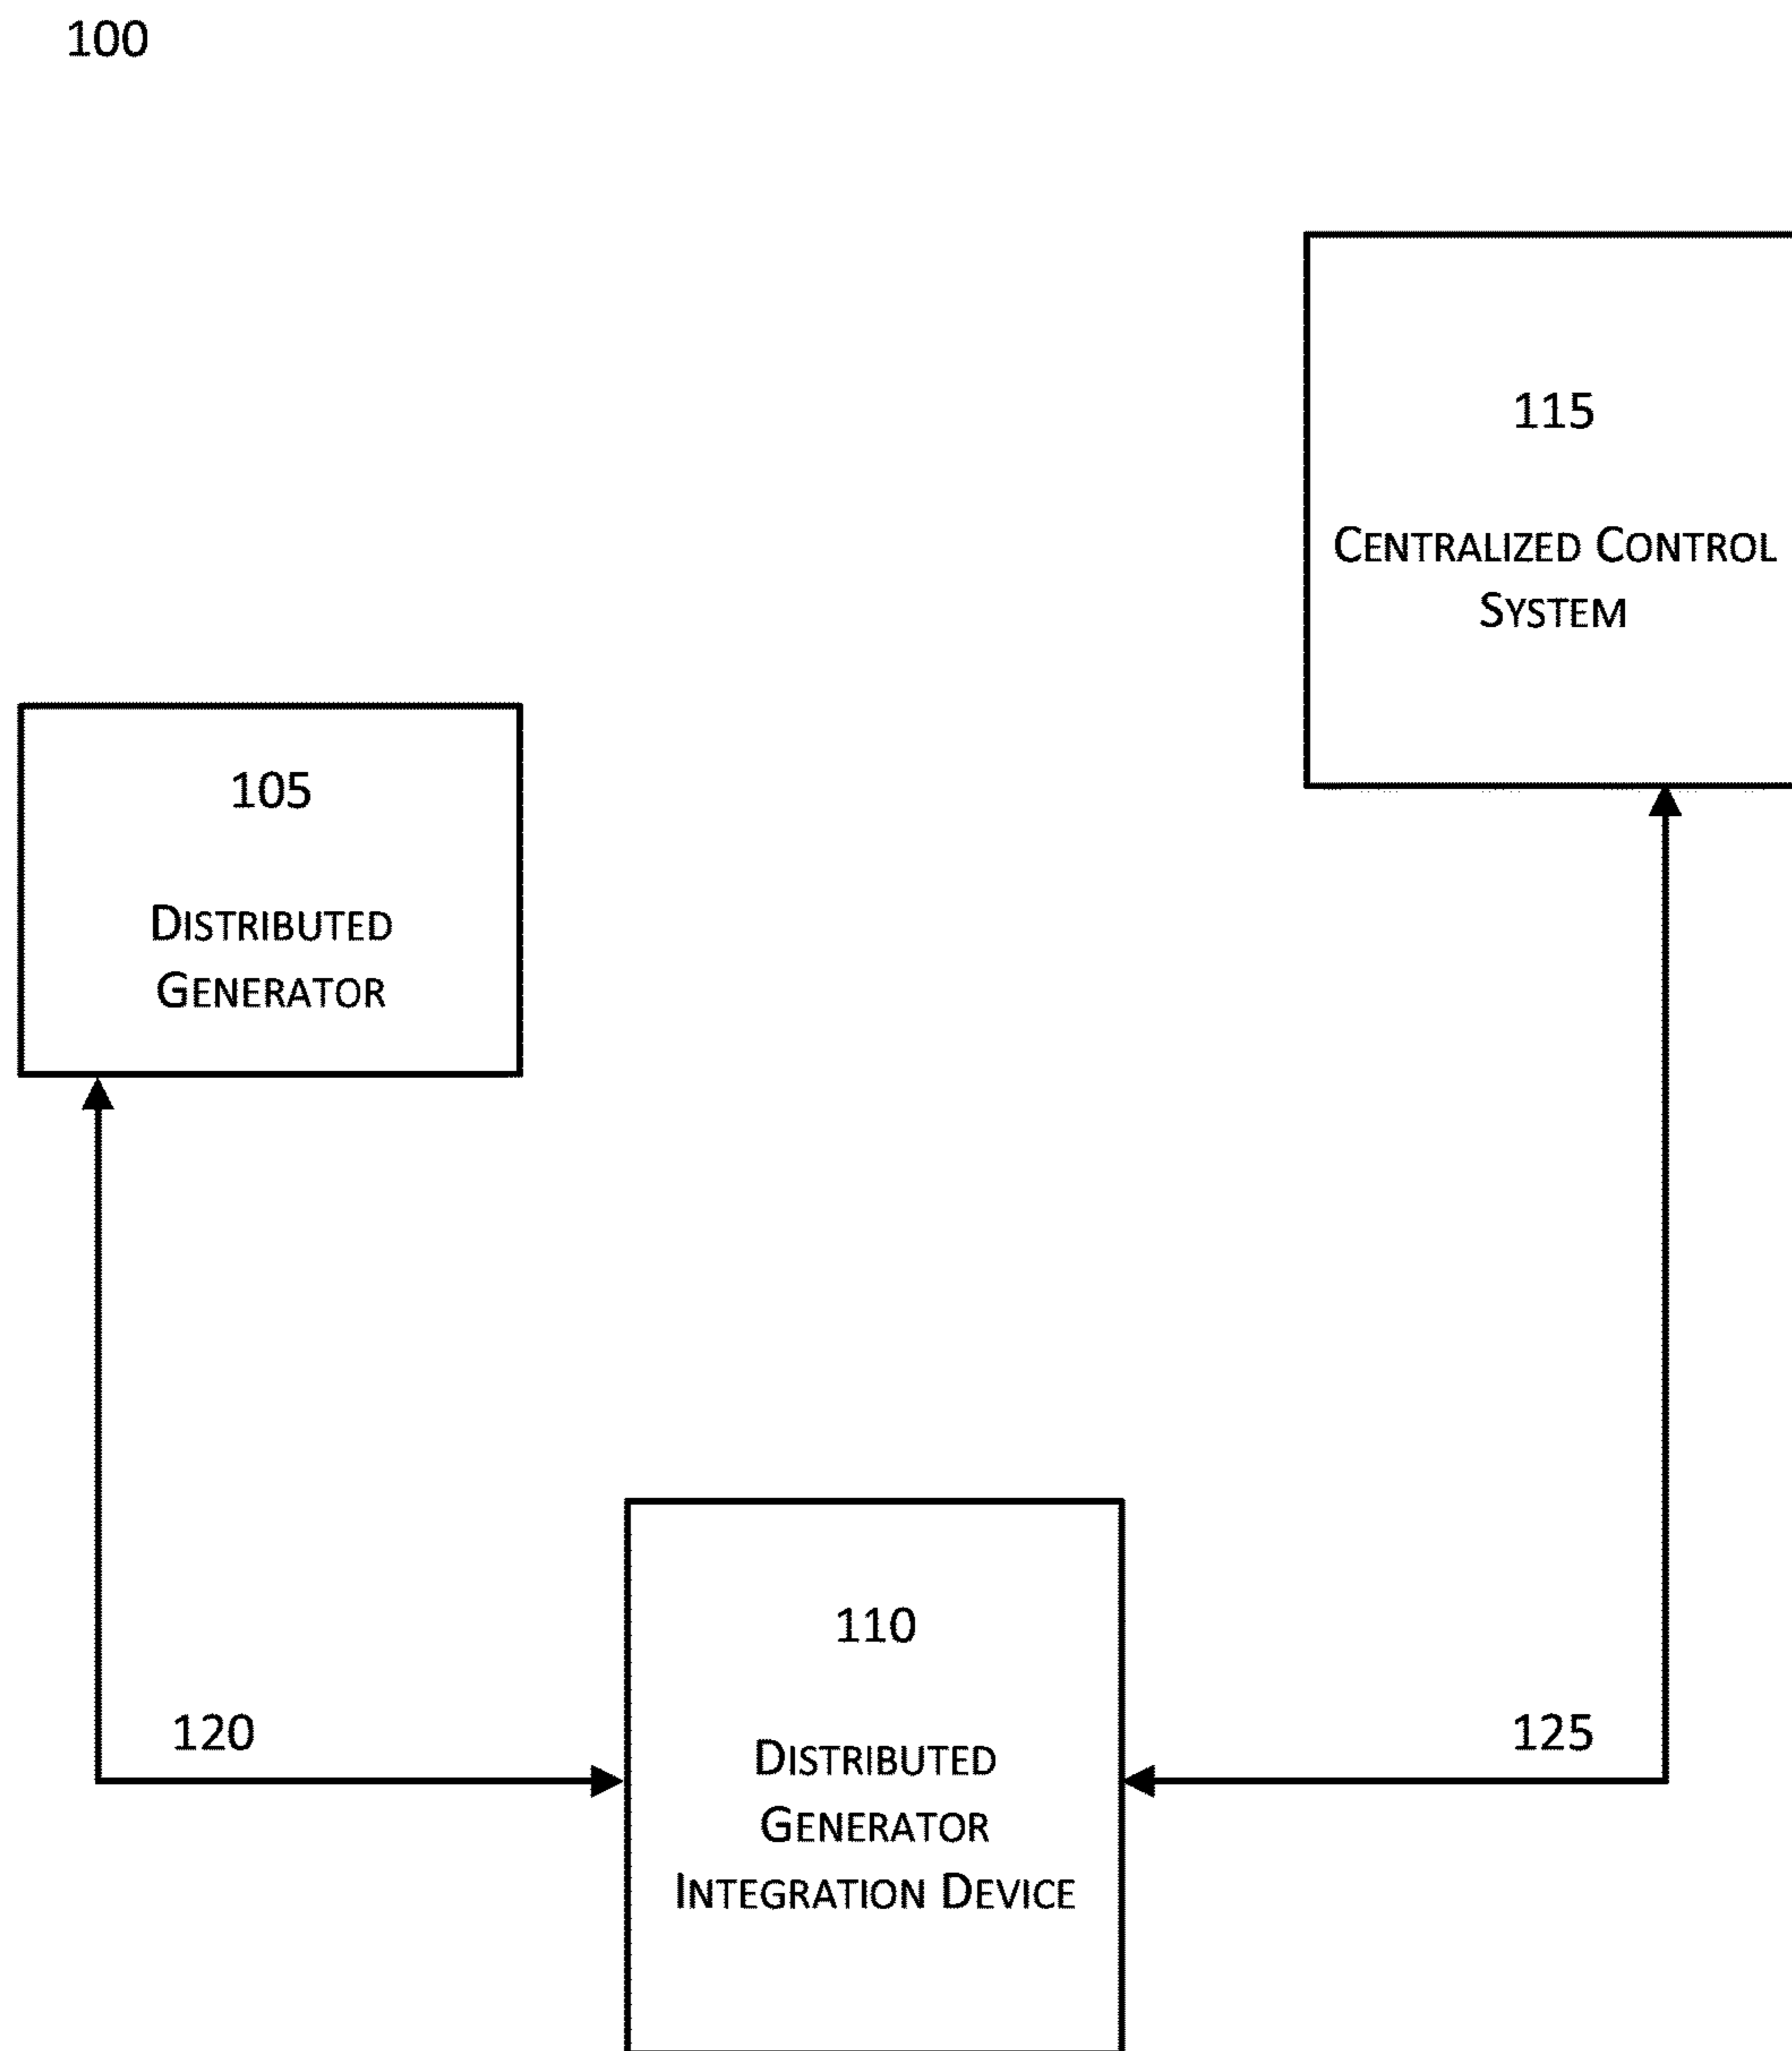 100
115
CENTRALIZED CONTROL
SYSTEM
105
DISTRIBUTED
GENERATOR
110
DISTRIBUTED
GENERATOR
INTEGRATION DEVICE
120
125